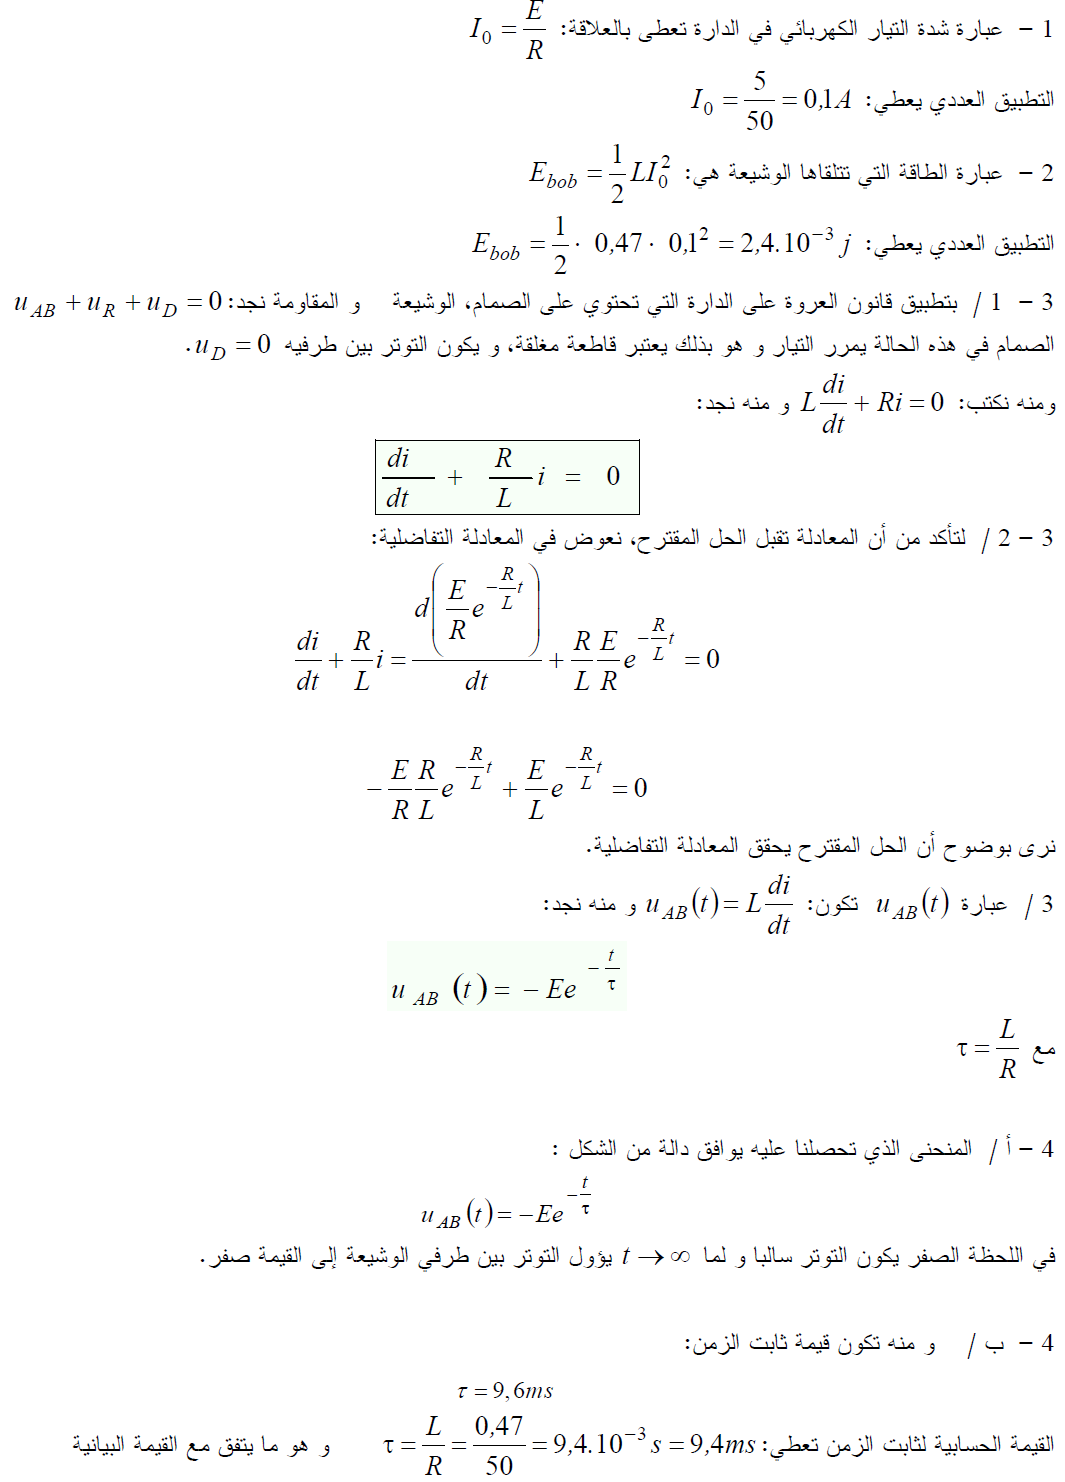 1 – عبارة شدة التيار الكهربائي في الدارة تعطى بالعلاقة: I₀ = E/R
التطبيق العددي يعطي: I₀ = 5/50 = 0,1A
2 – عبارة الطاقة التي تتلقاها الوشيعة هي: E_bob = 1/2 LI₀²
التطبيق العددي يعطي: E_bob = 1/2 · 0,47 · 0,1² = 2,4.10⁻³ j
3 – 1 / بتطبيق قانون العروة على الدارة التي تحتوي على الصمام، الوشيعة و المقاومة نجد: u_AB + u_R + u_D = 0
الصمام في هذه الحالة يمرر التيار و هو بذلك يعتبر قاطعة مغلقة، و يكون التوتر بين طرفيه u_D = 0.
ومنه نكتب: L di/dt + Ri = 0 و منه نجد:
di/dt + R/L i = 0
3 – 2 / لتأكد من أن المعادلة تقبل الحل المقترح، نعوض في المعادلة التفاضلية:
di/dt + R/L i = d(E/R e^(-R/L t))/dt + R/L E/R e^(-R/L t) = 0
- E/R R/L e^(-R/L t) + E/L e^(-R/L t) = 0
نرى بوضوح أن الحل المقترح يحقق المعادلة التفاضلية.
3 / عبارة u_AB(t) تكون: u_AB(t) = L di/dt و منه نجد:
u_AB (t) = – Ee^(-t/τ)
مع τ = L/R
4 – أ / المنحنى الذي تحصلنا عليه يوافق دالة من الشكل :
u_AB(t) = –Ee^(-t/τ)
في اللحظة الصفر يكون التوتر سالبا و لما t → ∞ يؤول التوتر بين طرفي الوشيعة إلى القيمة صفر.
4 – ب / و منه تكون قيمة ثابت الزمن:
τ = 9,6ms
القيمة الحسابية لثابت الزمن تعطي: τ = L/R = 0,47/50 = 9,4.10⁻³ s = 9,4ms و هو ما يتفق مع القيمة البيانية